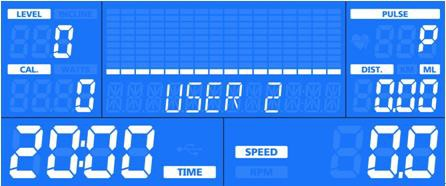 LEVEL INCLINE
0
PULSE
P
CAL. WATTS
0
USER 2
DIST. KM ML
0.00
20:00
TIME
SPEED
RPM
0.0